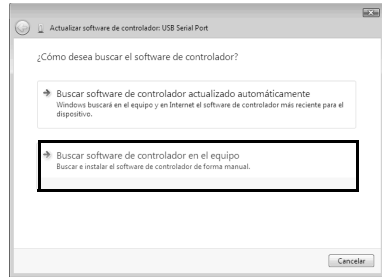 Actualizar software de controlador: USB Serial Port
¿Cómo desea buscar el software de controlador?
Buscar software de controlador actualizado automáticamente
Windows buscará en el equipo y en Internet el software de controlador más reciente para el
dispositivo.
Buscar software de controlador en el equipo
Buscar e instalar el software de controlador de forma manual.
Cancelar